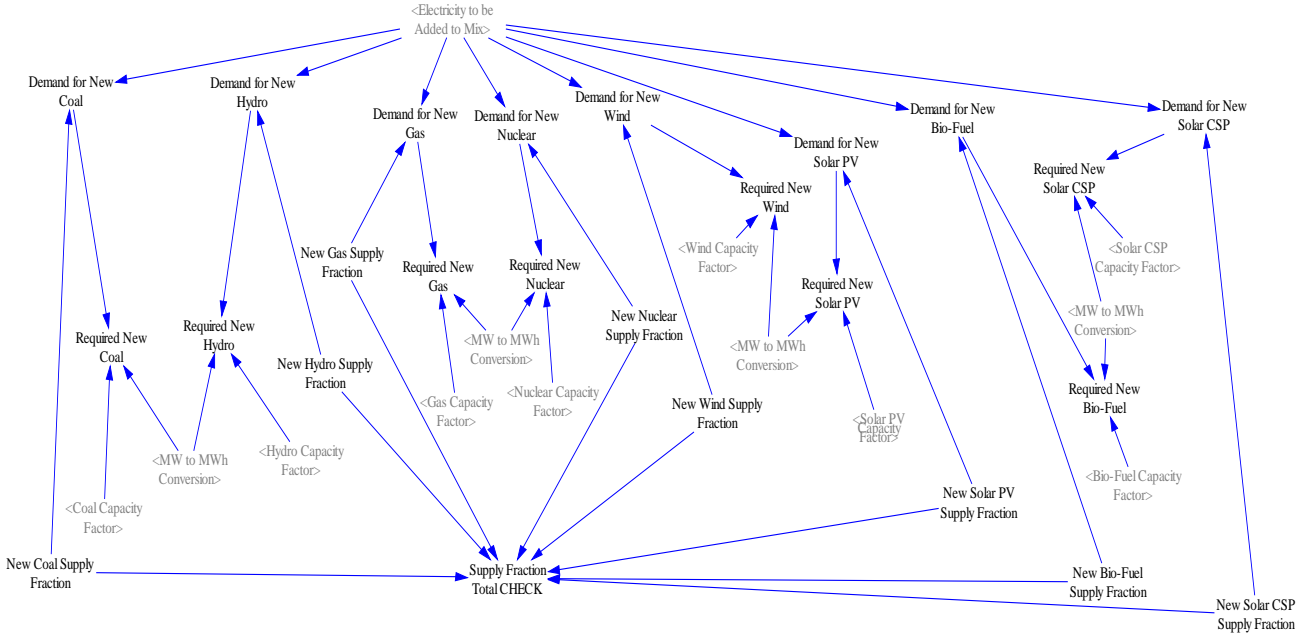 <Electricity to be
Added to Mix>
Demand for New
Coal
Demand for New
Hydro
Demand for New
Gas
Demand for New
Nuclear
Demand for New
Wind
Demand for New
Solar PV
Demand for New
Bio-Fuel
Demand for New
Solar CSP
Required New
Solar CSP
Required New
Wind
<Wind Capacity
Factor>
<Solar CSP
Capacity Factor>
New Gas Supply
Fraction
Required New
Gas
Required New
Nuclear
Required New
Solar PV
Required New
Coal
Required New
Hydro
New Nuclear
Supply Fraction
<MW to MWh
Conversion>
<MW to MWh
Conversion>
<MW to MWh
Conversion>
New Hydro Supply
Fraction
<Gas Capacity
Factor>
<Nuclear Capacity
Factor>
New Wind Supply
Fraction
<Solar PV
Capacity
Factor>
Required New
Bio-Fuel
<MW to MWh
Conversion>
<Hydro Capacity
Factor>
<Bio-Fuel Capacity
Factor>
<Coal Capacity
Factor>
New Solar PV
Supply Fraction
New Coal Supply
Fraction
Supply Fraction
Total CHECK
New Bio-Fuel
Supply Fraction
New Solar CSP
Supply Fraction